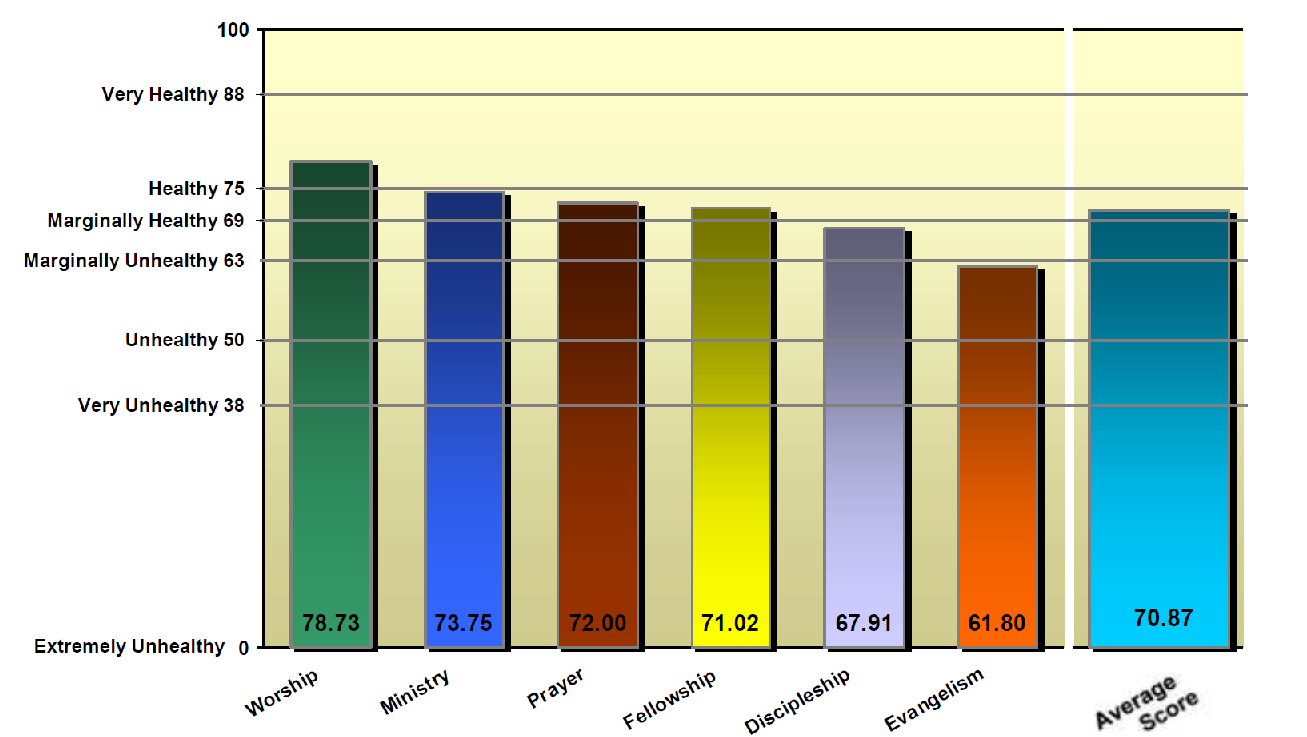 100
Very Healthy 88
Healthy 75
Marginally Healthy 69
Marginally Unhealthy 63
Unhealthy 50
Very Unhealthy 38
Extremely Unhealthy 0
78.73
73.75
72.00
71.02
67.91
61.80
70.87
Worship
Ministry
Prayer
Fellowship
Discipleship
Evangelism
Average
Score